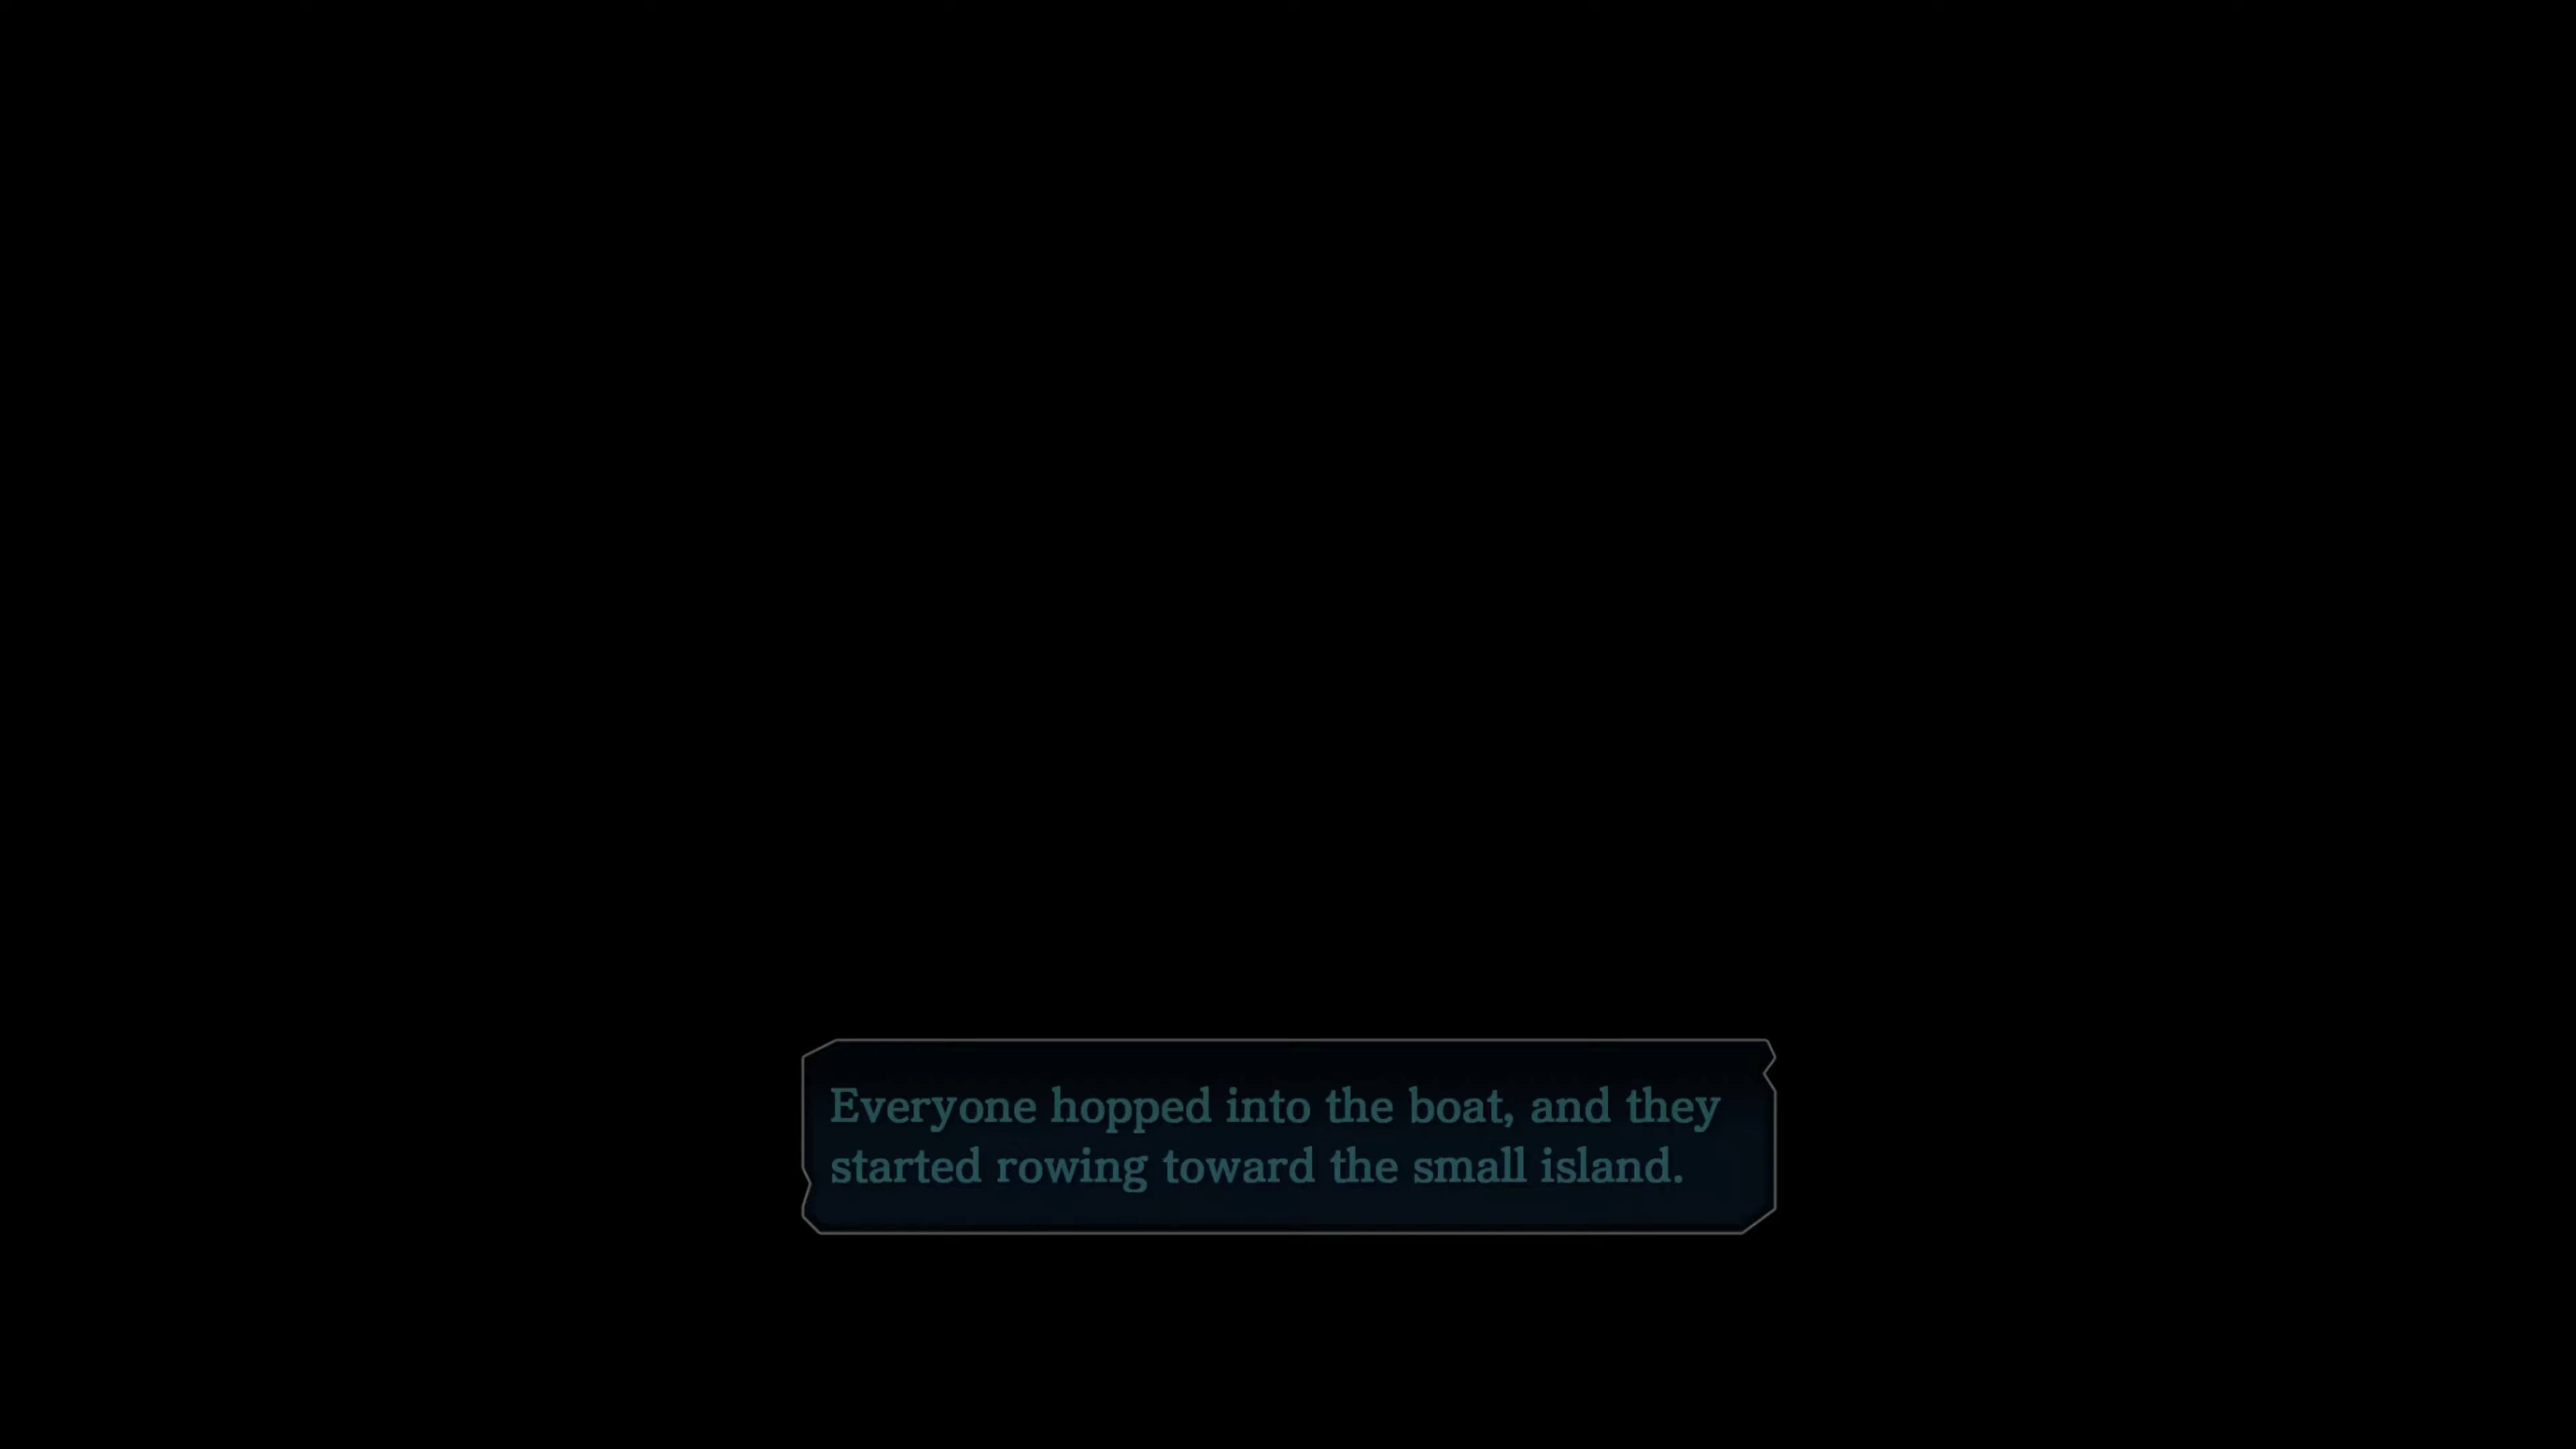 Everyone hopped into the boat, and they
started rowing toward the small island.